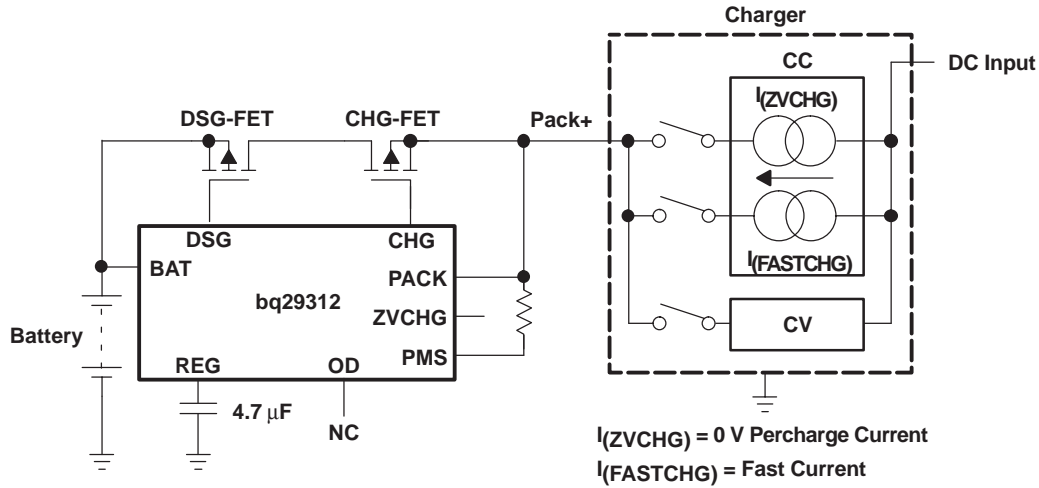 Charger
CC
DC Input
I(ZVCHG)
DSG-FET
CHG-FET
Pack+
I(FASTCHG)
DSG
CHG
BAT
PACK
bq29312
ZVCHG
CV
Battery
PMS
REG
OD
4.7 μF
NC
I(ZVCHG) = 0 V Percharge Current
I(FASTCHG) = Fast Current